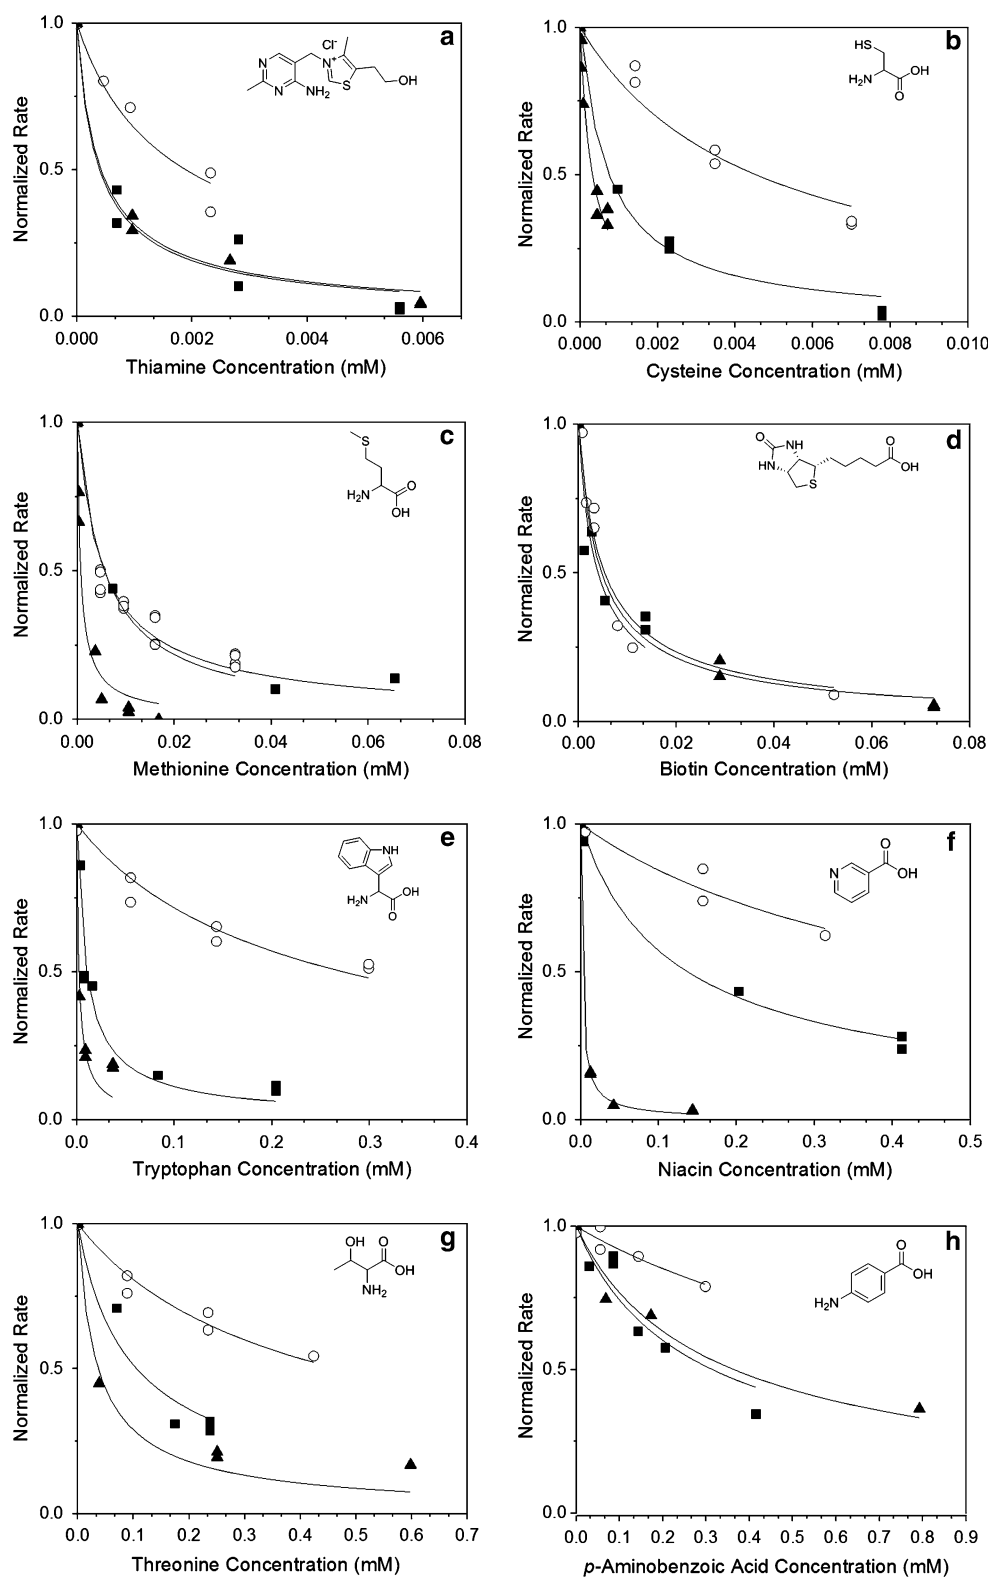 a
1.0
0.5
0.0
Normalized Rate
0.000 0.002 0.004 0.006
Thiamine Concentration (mM)
Cl-
N
N
NH2
N+
S
OH
b
1.0
0.5
0.0
Normalized Rate
0.000 0.002 0.004 0.006 0.008 0.010
Cysteine Concentration (mM)
HS
H2N
OH
O
c
1.0
0.5
0.0
Normalized Rate
0.00 0.02 0.04 0.06 0.08
Methionine Concentration (mM)
S
H2N
O
OH
d
1.0
0.5
0.0
Normalized Rate
0.00 0.02 0.04 0.06 0.08
Biotin Concentration (mM)
O
NH
HN
S
O
OH
e
1.0
0.5
0.0
Normalized Rate
0.0 0.1 0.2 0.3 0.4
Tryptophan Concentration (mM)
NH
H2N
OH
O
f
1.0
0.5
0.0
Normalized Rate
0.0 0.1 0.2 0.3 0.4 0.5
Niacin Concentration (mM)
N
O
OH
g
1.0
0.5
0.0
Normalized Rate
0.0 0.1 0.2 0.3 0.4 0.5 0.6 0.7
Threonine Concentration (mM)
OH
O
OH
NH2
h
1.0
0.5
0.0
Normalized Rate
0.0 0.1 0.2 0.3 0.4 0.5 0.6 0.7 0.8 0.9
p-Aminobenzoic Acid Concentration (mM)
H2N
O
OH